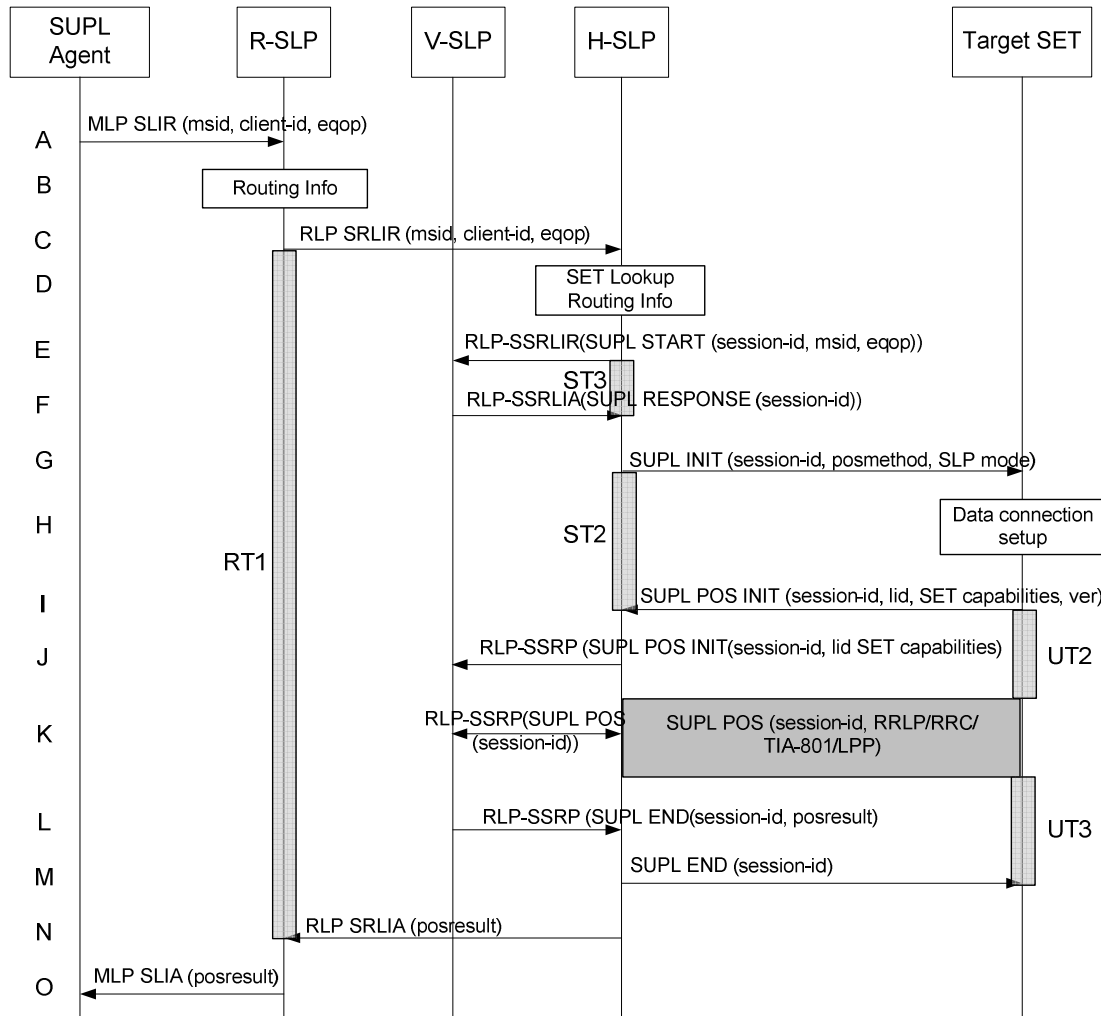 SUPL
Agent
R-SLP
V-SLP
H-SLP
Target SET
A
MLP SLIR (msid, client-id, eqop)
B
Routing Info
C
RLP SRLIR (msid, client-id, eqop)
D
SET Lookup
Routing Info
E
RLP-SSRLIR(SUPL START (session-id, msid, eqop))
ST3
F
RLP-SSRLIA(SUPL RESPONSE (session-id))
G
SUPL INIT (session-id, posmethod, SLP mode)
H
Data connection
setup
ST2
RT1
I
SUPL POS INIT (session-id, lid, SET capabilities, ver)
J
RLP-SSRP (SUPL POS INIT(session-id, lid SET capabilities)
UT2
K
RLP-SSRP(SUPL POS
(session-id))
SUPL POS (session-id, RRLP/RRC/
TIA-801/LPP)
L
RLP-SSRP (SUPL END(session-id, posresult)
UT3
M
SUPL END (session-id)
N
RLP SRLIA (posresult)
O
MLP SLIA (posresult)